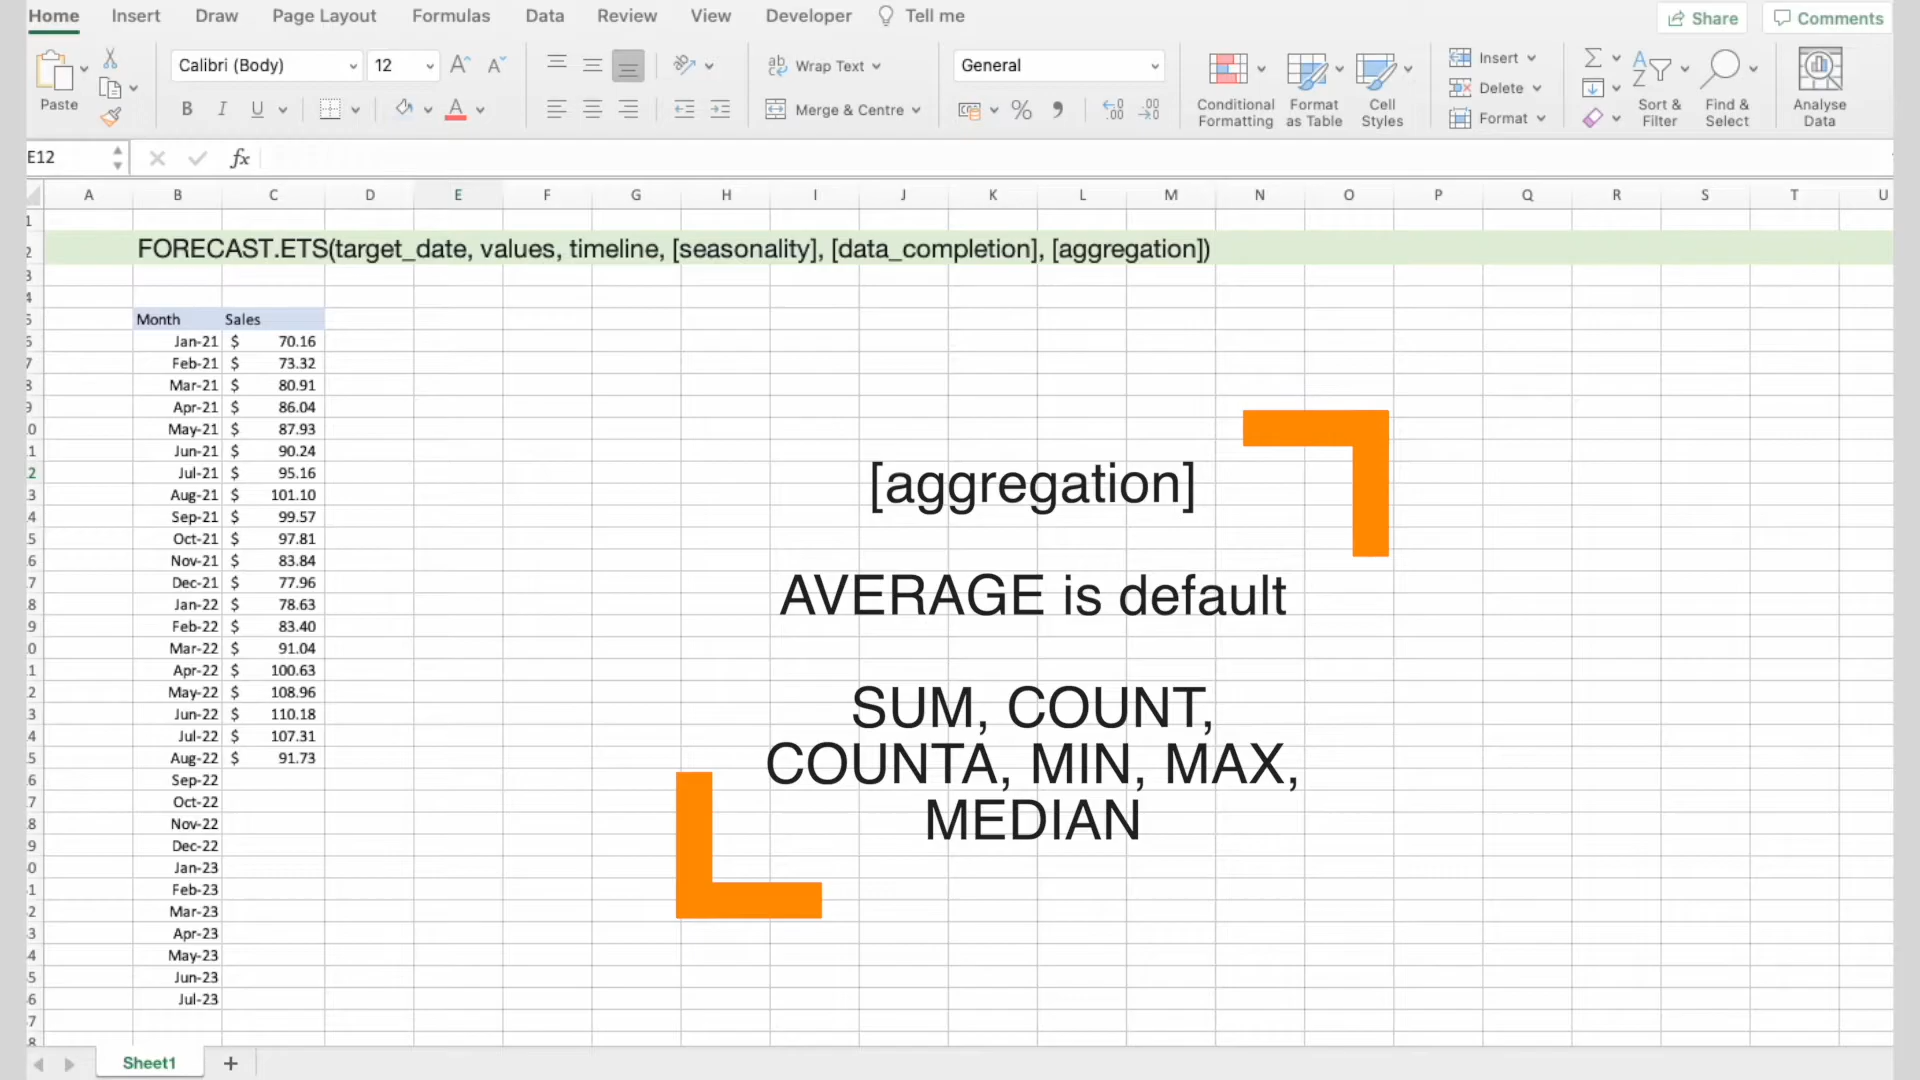 Home Insert Draw Page Layout Formulas Data Review View Developer Tell me Share Comments
Paste Calibri (Body) 12 Wrap Text General Conditional Formatting Format as Table Cell Styles Insert Sort & Filter Find & Select Analyse Data
Delete
B I U Merge & Centre % Format
E12 fx
A B C D E F G H I J K L M N O P Q R S T U
1
2 FORECAST.ETS(target_date, values, timeline, [seasonality], [data_completion], [aggregation])
3
4
5 Month Sales
Jan-21 $ 70.16
Feb-21 $ 73.32
Mar-21 $ 80.91
Apr-21 $ 86.04
May-21 $ 87.93
Jun-21 $ 90.24
Jul-21 $ 95.16
Aug-21 $ 101.10
Sep-21 $ 99.57
Oct-21 $ 97.81
Nov-21 $ 83.84
Dec-21 $ 77.96
Jan-22 $ 78.63
Feb-22 $ 83.40
Mar-22 $ 91.04
Apr-22 $ 100.63
May-22 $ 108.96
Jun-22 $ 110.18
Jul-22 $ 107.31
Aug-22 $ 91.73
Sep-22
Oct-22
Nov-22
Dec-22
Jan-23
Feb-23
Mar-23
Apr-23
May-23
Jun-23
Jul-23
[aggregation]
AVERAGE is default
SUM, COUNT,
COUNTA, MIN, MAX,
MEDIAN
Sheet1 +